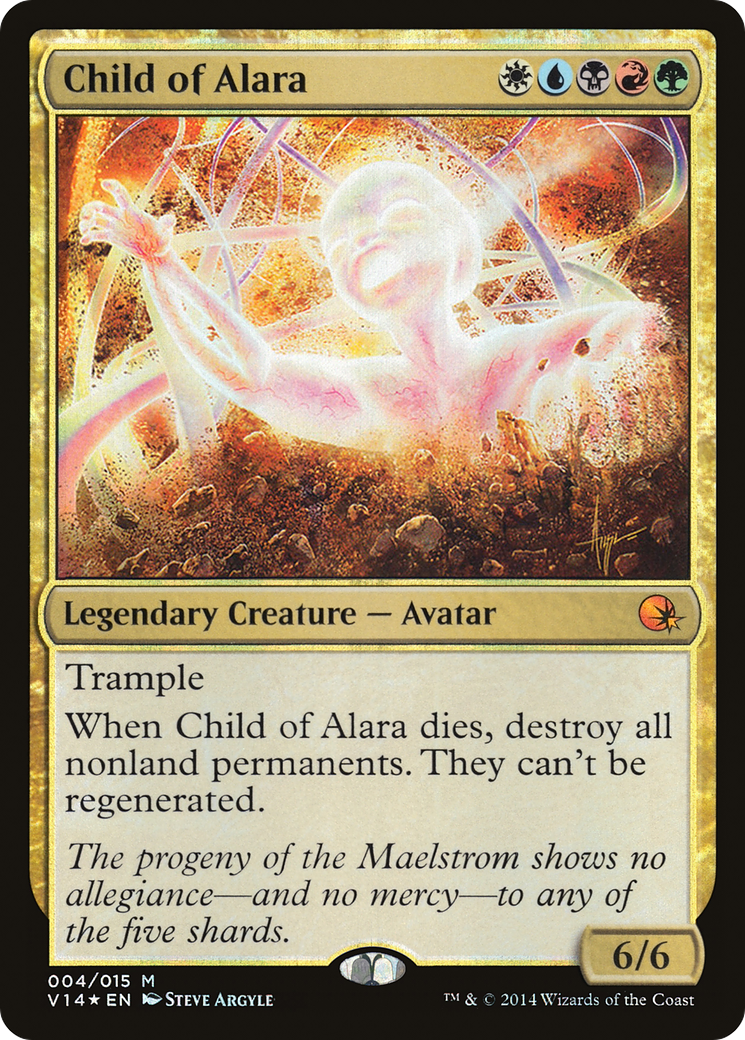 Child of Alara
Legendary Creature — Avatar
Trample
When Child of Alara dies, destroy all
nonland permanents. They can't be
regenerated.
The progeny of the Maelstrom shows no
allegiance—and no mercy—to any of
the five shards.
6/6
004/015 M
V14★EN Steve Argyle
™ & © 2014 Wizards of the Coast